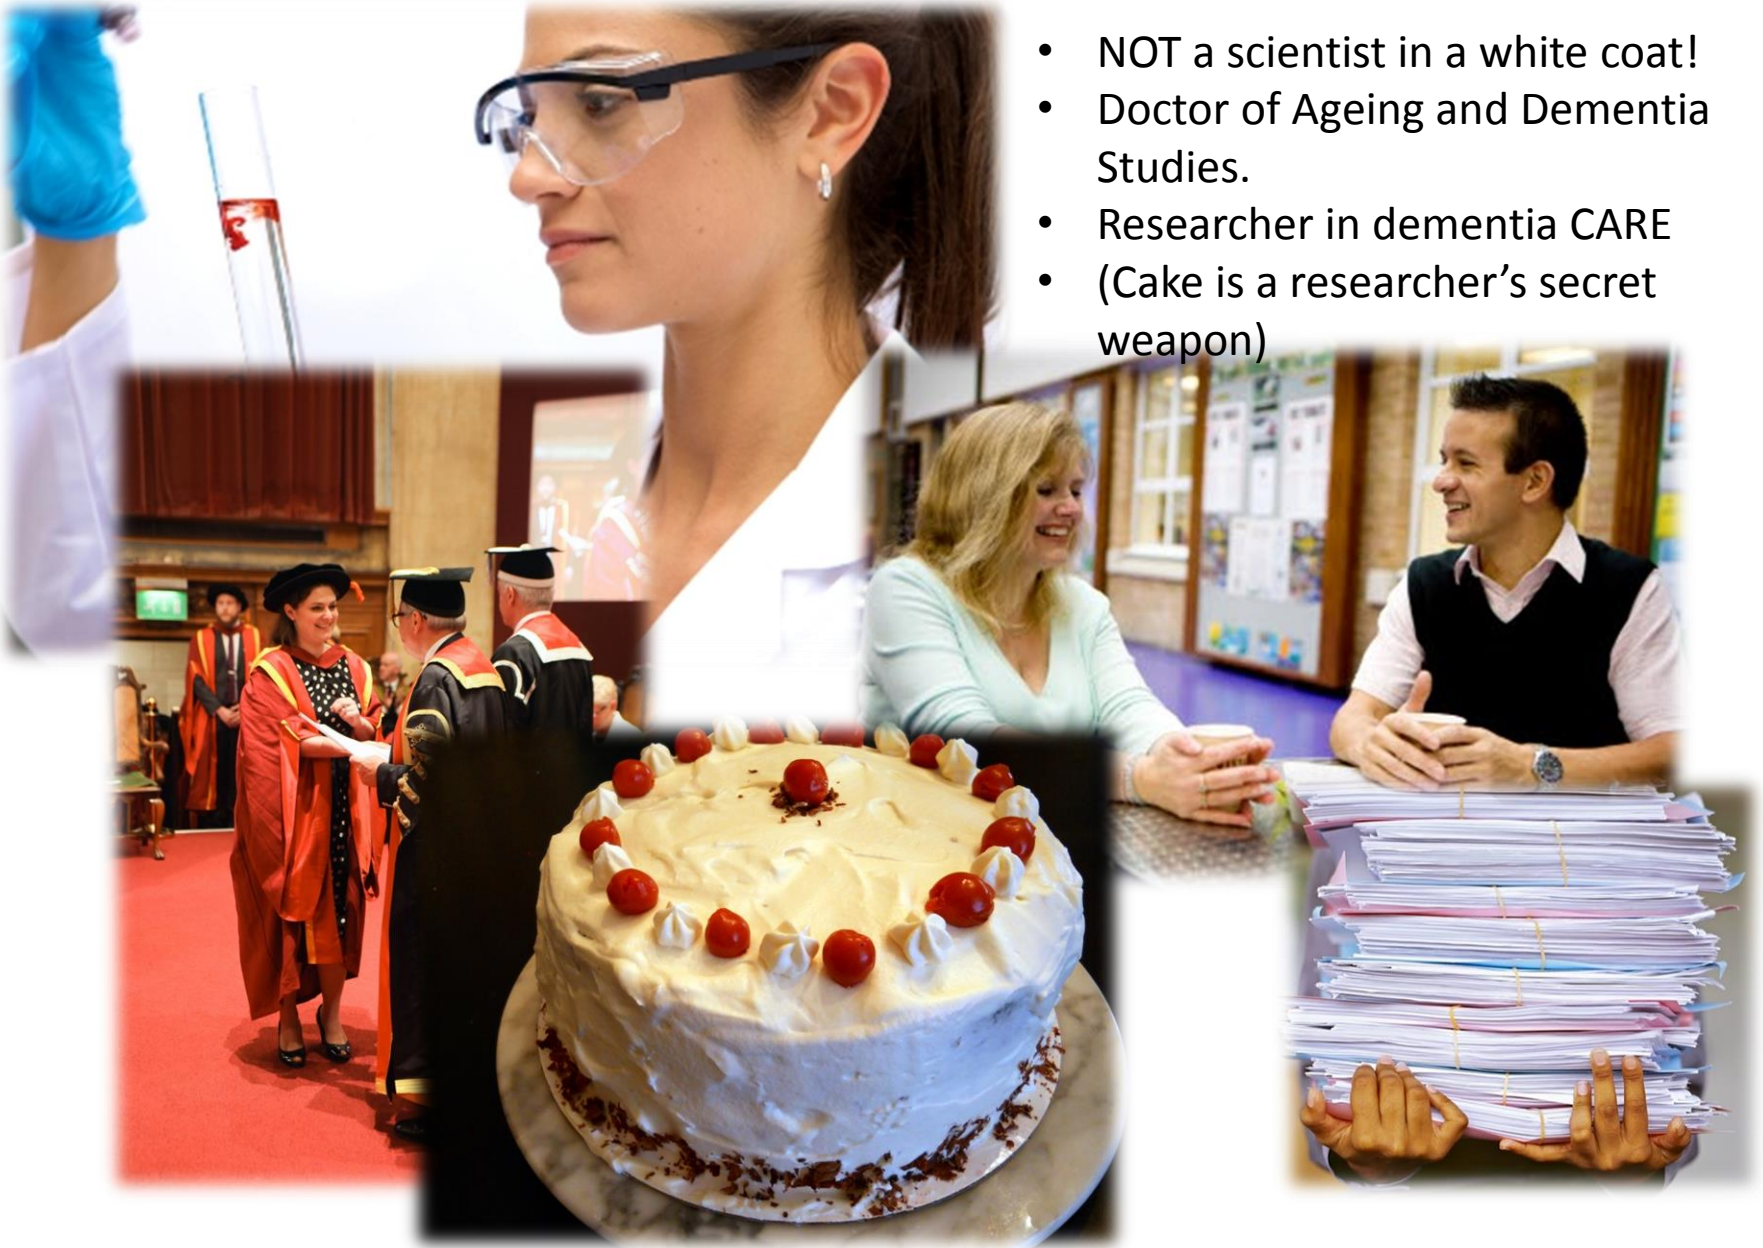 • NOT a scientist in a white coat!
• Doctor of Ageing and Dementia
Studies.
• Researcher in dementia CARE
• (Cake is a researcher’s secret
weapon)